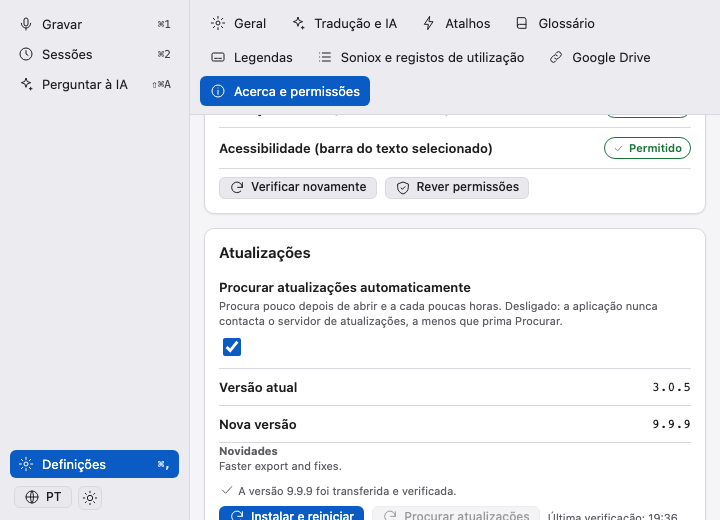 Gravar ⌘1
Sessões ⌘2
Perguntar à IA ⇧⌘A
Geral Tradução e IA Atalhos Glossário
Legendas Soniox e registos de utilização Google Drive
Acerca e permissões
Acessibilidade (barra do texto selecionado) Permitido
Verificar novamente Rever permissões
Atualizações
Procurar atualizações automaticamente
Procura pouco depois de abrir e a cada poucas horas. Desligado: a aplicação nunca
contacta o servidor de atualizações, a menos que prima Procurar.
Versão atual 3.0.5
Nova versão 9.9.9
Novidades
Faster export and fixes.
A versão 9.9.9 foi transferida e verificada.
Instalar e reiniciar Procurar atualizações Última verificação: 19:36
Definições ⌘,
PT